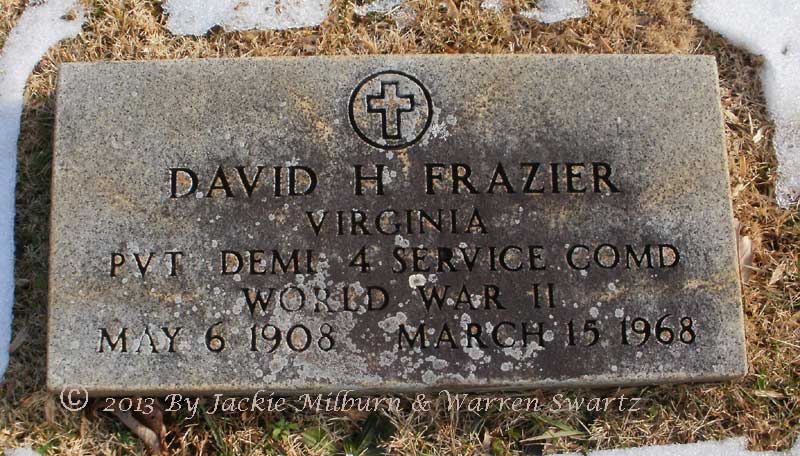 DAVID H FRAZIER
VIRGINIA
PVT DEML 4 SERVICE COMD
WORLD WAR II
MAY 6 1908 MARCH 15 1968
© 2013 By Jackie Milburn & Warren Swartz